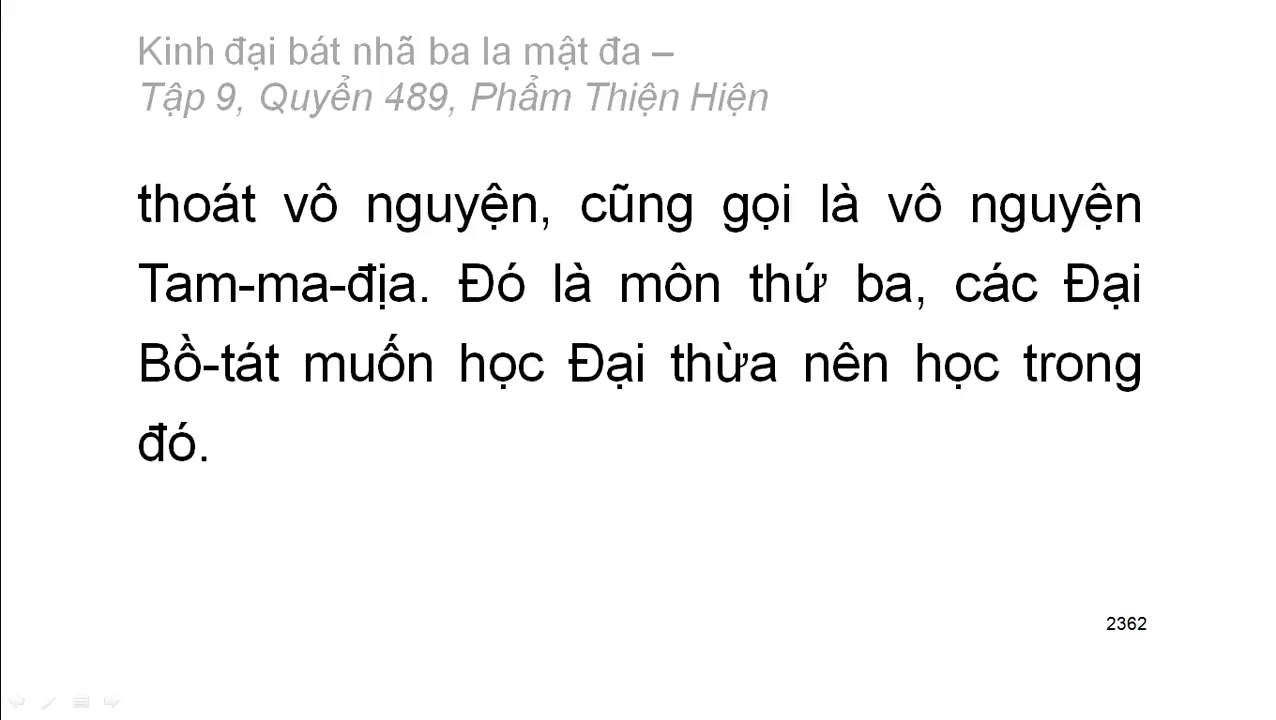 Kinh đại bát nhã ba la mật đa –
Tập 9, Quyển 489, Phẩm Thiện Hiện
thoát vô nguyện, cũng gọi là vô nguyện
Tam-ma-địa. Đó là môn thứ ba, các Đại
Bồ-tát muốn học Đại thừa nên học trong
đó.
2362